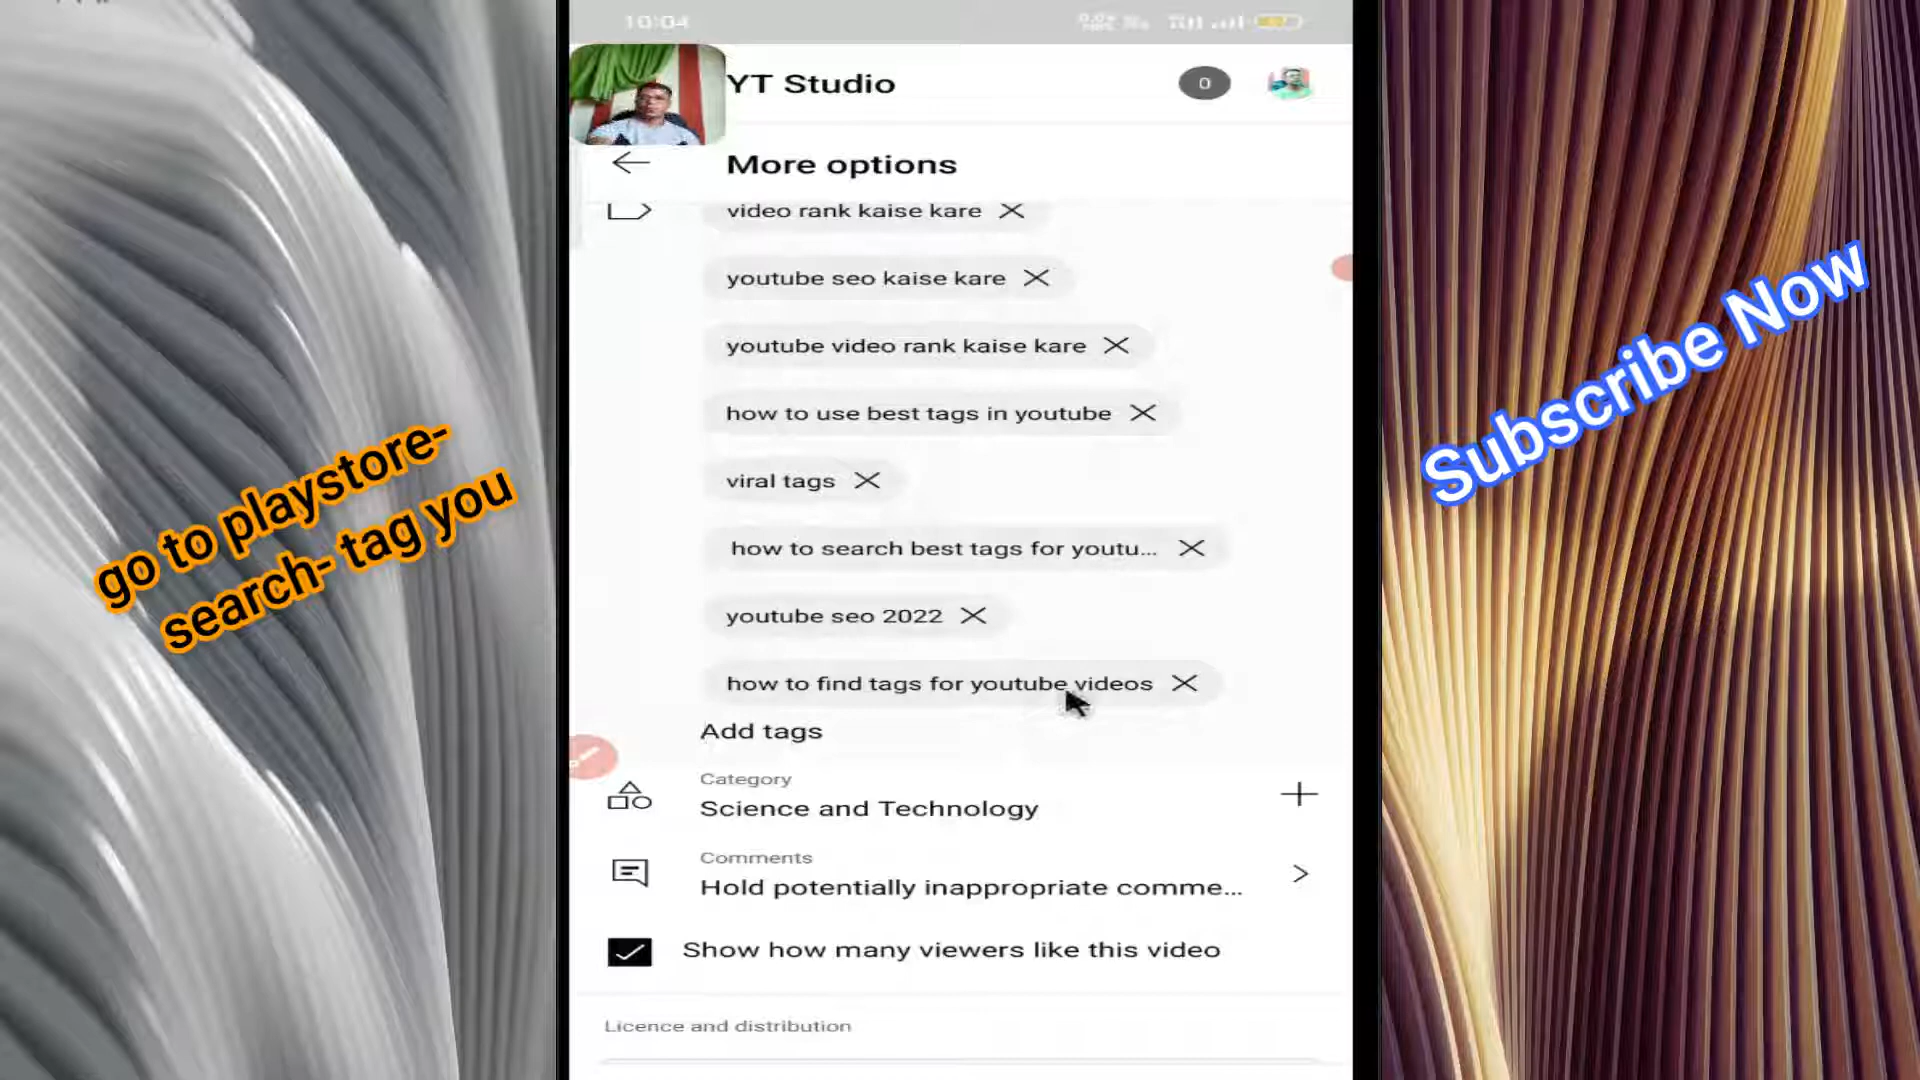 10:04
YT Studio
0
More options
video rank kaise kare
youtube seo kaise kare
youtube video rank kaise kare
how to use best tags in youtube
viral tags
how to search best tags for youtu...
youtube seo 2022
how to find tags for youtube videos
Add tags
Category
Science and Technology
Comments
Hold potentially inappropriate comme...
Show how many viewers like this video
Licence and distribution
go to playstore-
search- tag you
Subscribe Now